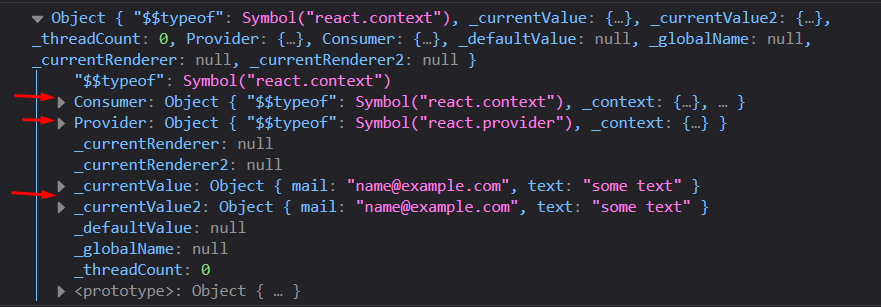 Object { "$$typeof": Symbol("react.context"), _currentValue: {…}, _currentValue2: {…},
_threadCount: 0, Provider: {…}, Consumer: {…}, _defaultValue: null, _globalName: null,
_currentRenderer: null, _currentRenderer2: null }
"$$typeof": Symbol("react.context")
Consumer: Object { "$$typeof": Symbol("react.context"), _context: {…}, … }
Provider: Object { "$$typeof": Symbol("react.provider"), _context: {…} }
_currentRenderer: null
_currentRenderer2: null
_currentValue: Object { mail: "name@example.com", text: "some text" }
_currentValue2: Object { mail: "name@example.com", text: "some text" }
_defaultValue: null
_globalName: null
_threadCount: 0
<prototype>: Object { … }